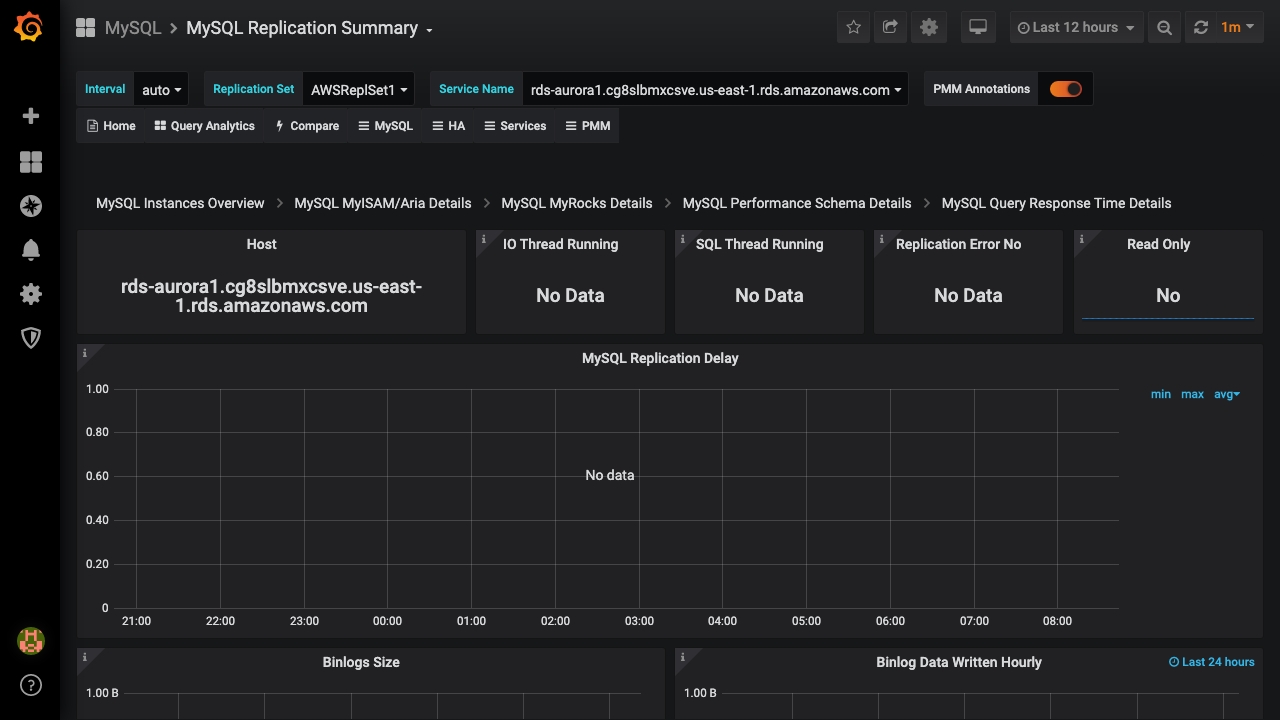 MySQL > MySQL Replication Summary
Last 12 hours
1m
Interval
auto
Replication Set
AWSReplSet1
Service Name
rds-aurora1.cg8slbmxcsve.us-east-1.rds.amazonaws.com
PMM Annotations
Home
Query Analytics
Compare
MySQL
HA
Services
PMM
MySQL Instances Overview > MySQL MyISAM/Aria Details > MySQL MyRocks Details > MySQL Performance Schema Details > MySQL Query Response Time Details
Host
rds-aurora1.cg8slbmxcsve.us-east-
1.rds.amazonaws.com
IO Thread Running
No Data
SQL Thread Running
No Data
Replication Error No
No Data
Read Only
No
MySQL Replication Delay
min max avg
1.00
0.80
0.60
0.40
0.20
0
No data
21:00 22:00 23:00 00:00 01:00 02:00 03:00 04:00 05:00 06:00 07:00 08:00
Binlogs Size
1.00 B
Binlog Data Written Hourly
Last 24 hours
1.00 B